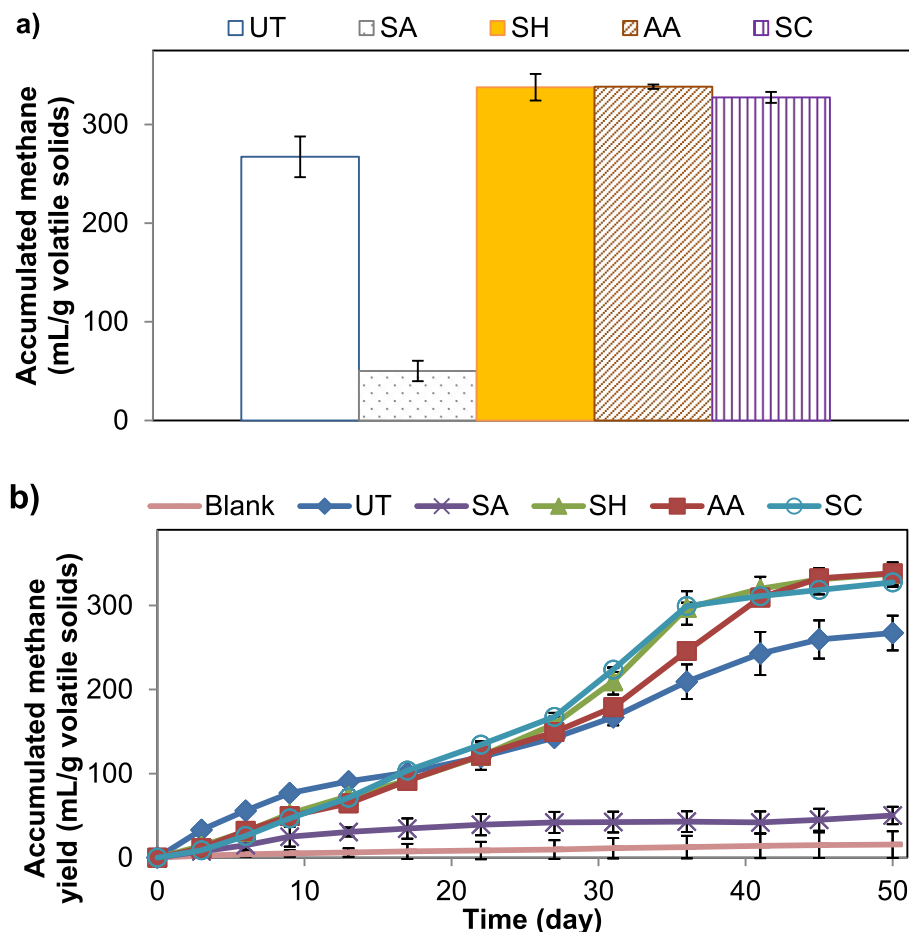 a)
UT SA SH AA SC
Accumulated methane
(mL/g volatile solids)
300
200
100
0
b)
Blank UT SA SH AA SC
Accumulated methane
yield (mL/g volatile solids)
300
200
100
0
0 10 20 30 40 50
Time (day)